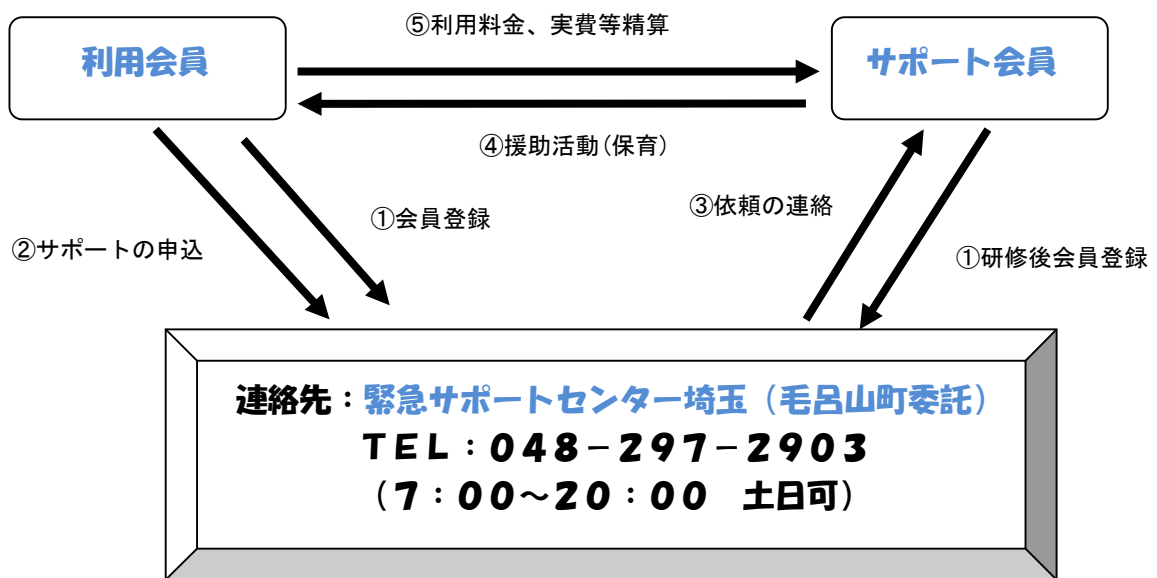 ⑤利用料金、実費等精算
利用会員
サポート会員
④援助活動(保育)
③依頼の連絡
①会員登録
②サポートの申込
①研修後会員登録
連絡先：緊急サポートセンター埼玉（毛呂山町委託）
ＴＥＬ：０４８－２９７－２９０３
（７：００～２０：００　土日可）